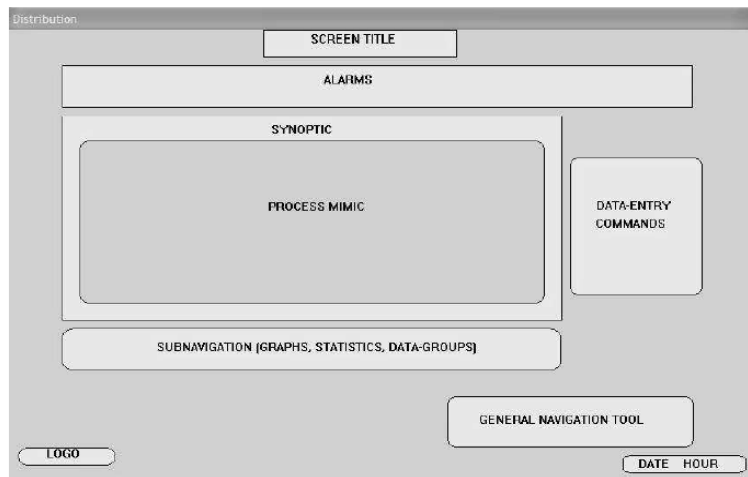 Distribution
SCREEN TITLE
ALARMS
SYNOPTIC
PROCESS MIMIC
DATA-ENTRY
COMMANDS
SUBNAVIGATION (GRAPHS, STATISTICS, DATA-GROUPS)
GENERAL NAVIGATION TOOL
LOGO
DATE HOUR